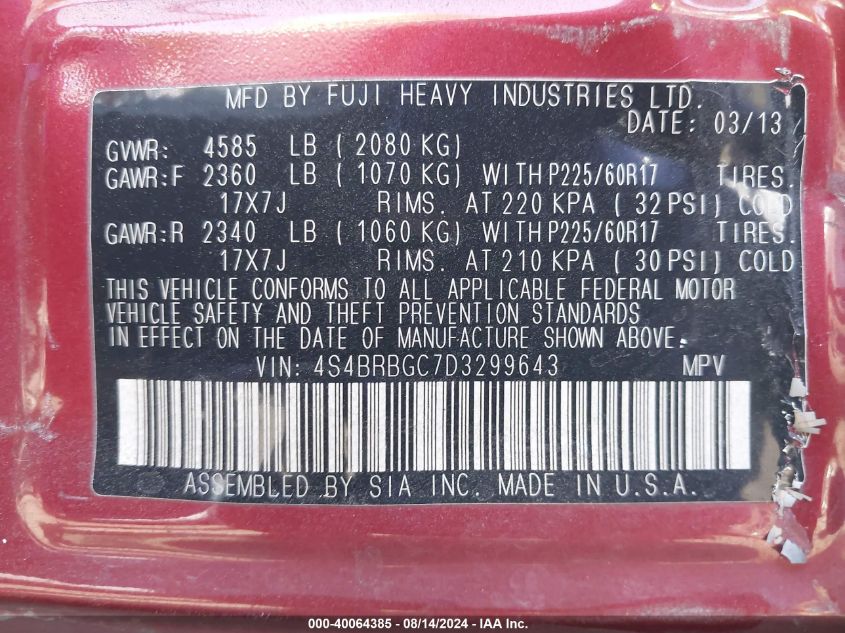 MFD BY FUJI HEAVY INDUSTRIES LTD.
DATE: 03/13
GVWR: 4585 LB ( 2080 KG)
GAWR:F 2360 LB ( 1070 KG) WITH P225/60R17 TIRES.
17X7J RIMS. AT 220 KPA ( 32 PSI) COLD
GAWR:R 2340 LB ( 1060 KG) WITH P225/60R17 TIRES.
17X7J RIMS. AT 210 KPA ( 30 PSI) COLD
THIS VEHICLE CONFORMS TO ALL APPLICABLE FEDERAL MOTOR
VEHICLE SAFETY AND THEFT PREVENTION STANDARDS
IN EFFECT ON THE DATE OF MANUFACTURE SHOWN ABOVE.
VIN: 4S4BRBGC7D3299643 MPV
ASSEMBLED BY SIA INC. MADE IN U.S.A.
000-40064385 - 08/14/2024 - IAA Inc.